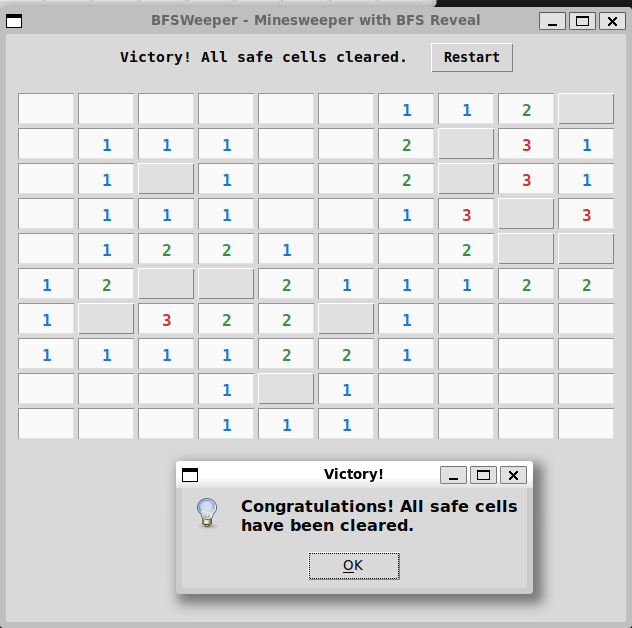 BFSWeeper - Minesweeper with BFS Reveal
Victory! All safe cells cleared. Restart
1 1 2
1 1 1 2 3 1
1 1 2 3 1
1 1 1 1 3 3
1 2 2 1 2
1 2 2 1 1 1 2 2
1 3 2 2 1
1 1 1 1 2 2 1
1 1
1 1 1
Victory!
Congratulations! All safe cells
have been cleared.
OK